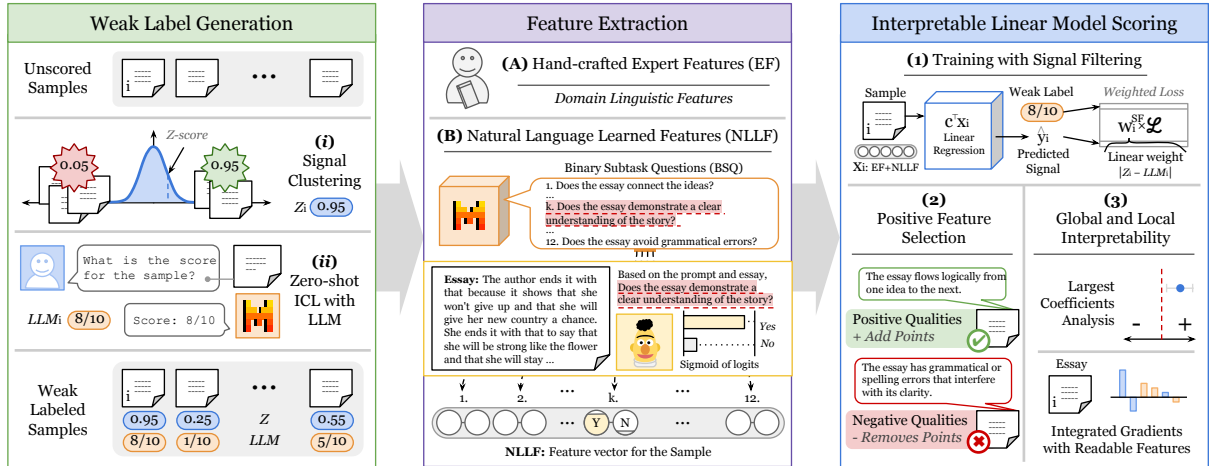 Weak Label Generation
Unscored
Samples
i
...
0.05
Z-score
0.95
(i)
Signal
Clustering
Zi 0.95
What is the score
for the sample?
(ii)
Zero-shot
ICL with
LLM
LLMi 8/10
Score: 8/10
Weak
Labeled
Samples
i
...
0.95 0.25 Z 0.55
8/10 1/10 LLM 5/10
Feature Extraction
(A) Hand-crafted Expert Features (EF)
Domain Linguistic Features
(B) Natural Language Learned Features (NLLF)
Binary Subtask Questions (BSQ)
1. Does the essay connect the ideas?
...
k. Does the essay demonstrate a clear
understanding of the story?
...
12. Does the essay avoid grammatical errors?
Essay: The author ends it with
that because it shows that she
won't give up and that she will
give her new country a chance.
She ends it with that to say that
she will be strong like the flower
and that she will stay ...
Based on the prompt and essay,
Does the essay demonstrate a
clear understanding of the story?
Yes
No
Sigmoid of logits
1. 2. ... k. ... 12.
... Y N ...
NLLF: Feature vector for the Sample
Interpretable Linear Model Scoring
(1) Training with Signal Filtering
Sample
i
Xi: EF+NLLF
c⊤xi
Linear
Regression
Weak Label
8/10
ŷi
Predicted
Signal
Weighted Loss
wiSF × ℒ
Linear weight
|Zi − LLMi|
(2)
Positive Feature
Selection
The essay flows logically from
one idea to the next.
Positive Qualities
+ Add Points
The essay has grammatical or
spelling errors that interfere
with its clarity.
Negative Qualities
- Removes Points
(3)
Global and Local
Interpretability
Largest
Coefficients
Analysis
- +
Essay
i
Integrated Gradients
with Readable Features